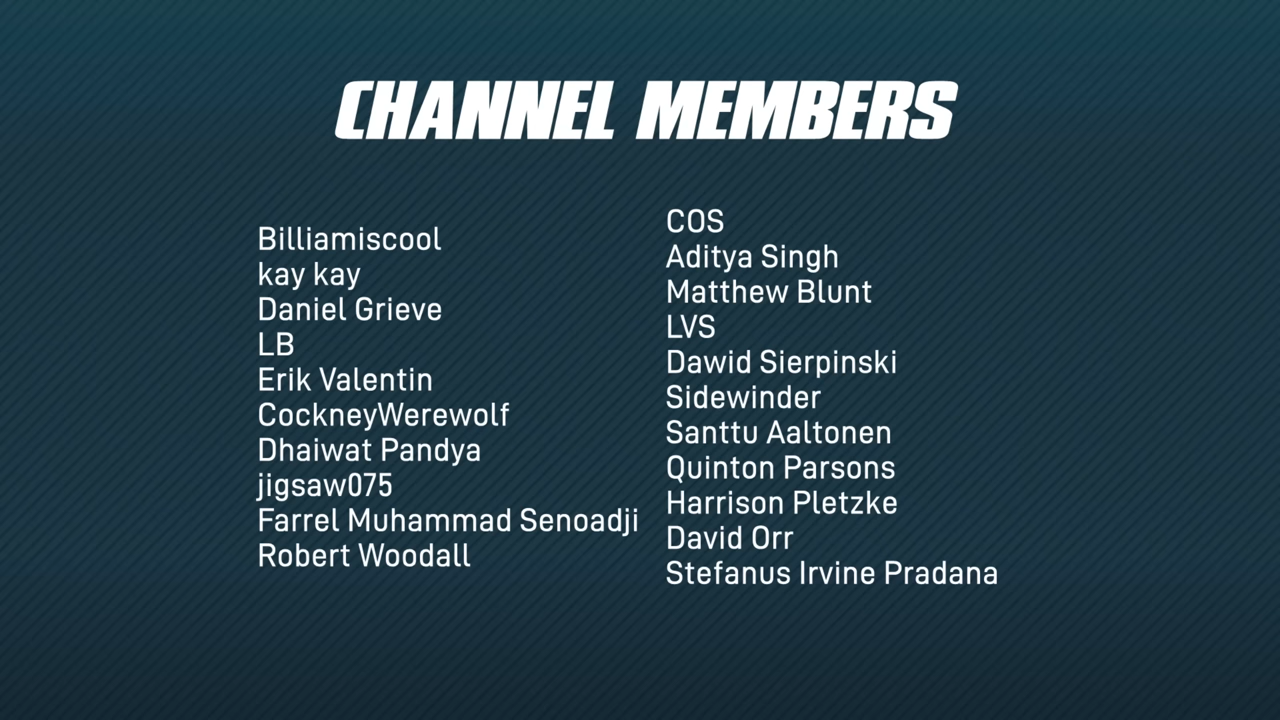 CHANNEL MEMBERS
Billiamiscool
kay kay
Daniel Grieve
LB
Erik Valentin
CockneyWerewolf
Dhaiwat Pandya
jigsaw075
Farrel Muhammad Senoadji
Robert Woodall
COS
Aditya Singh
Matthew Blunt
LVS
Dawid Sierpinski
Sidewinder
Santtu Aaltonen
Quinton Parsons
Harrison Pletzke
David Orr
Stefanus Irvine Pradana